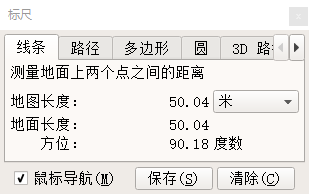 标尺
线条 路径 多边形 圆 3D 路
测量地面上两个点之间的距离
地图长度： 50.04 米
地面长度： 50.04
方位： 90.18 度数
鼠标导航(M) 保存(S) 清除(C)